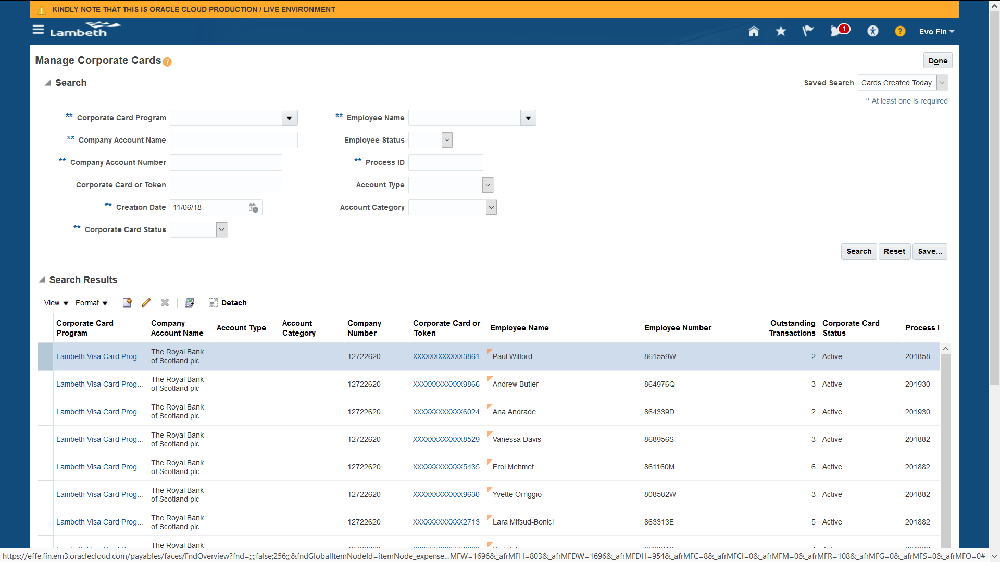 KINDLY NOTE THAT THIS IS ORACLE CLOUD PRODUCTION / LIVE ENVIRONMENT
Lambeth
1
?
Evo Fin
Manage Corporate Cards
?
Done
Search
Saved Search Cards Created Today
** At least one is required
** Corporate Card Program
** Employee Name
** Company Account Name
Employee Status
** Company Account Number
** Process ID
Corporate Card or Token
Account Type
** Creation Date 11/06/18
Account Category
** Corporate Card Status
Search Reset Save...
Search Results
View Format Detach
Corporate Card Program
Company Account Name
Account Type
Account Category
Company Number
Corporate Card or Token
Employee Name
Employee Number
Outstanding Transactions
Corporate Card Status
Process I
Lambeth Visa Card Prog... The Royal Bank of Scotland plc 12722620 XXXXXXXXXXXX3861 Paul Wilford 861559W 2 Active 201858
Lambeth Visa Card Prog... The Royal Bank of Scotland plc 12722620 XXXXXXXXXXXX9866 Andrew Butler 864976Q 3 Active 201930
Lambeth Visa Card Prog... The Royal Bank of Scotland plc 12722620 XXXXXXXXXXXX6024 Ana Andrade 864339D 2 Active 201930
Lambeth Visa Card Prog... The Royal Bank of Scotland plc 12722620 XXXXXXXXXXXX8529 Vanessa Davis 868956S 3 Active 201882
Lambeth Visa Card Prog... The Royal Bank of Scotland plc 12722620 XXXXXXXXXXXX5435 Erol Mehmet 861160M 6 Active 201882
Lambeth Visa Card Prog... The Royal Bank of Scotland plc 12722620 XXXXXXXXXXXX9630 Yvette Orriggio 808582W 3 Active 201882
Lambeth Visa Card Prog... The Royal Bank of Scotland plc 12722620 XXXXXXXXXXXX2713 Lara Mifsud-Bonici 863313E 5 Active 201882
The Royal Bank
https://effe.fin.em3.oraclecloud.com/payables/faces/FndOverview?fnd=;;;;false;256;;;&fndGlobalItemNodeId=itemNode_expense...MFW=1696&_afrMFH=803&_afrMFDW=1696&_afrMFDH=954&_afrMFC=8&_afrMFCI=0&_afrMFM=0&_afrMFR=108&_afrMFG=0&_afrMFS=0&_afrMFO=0#